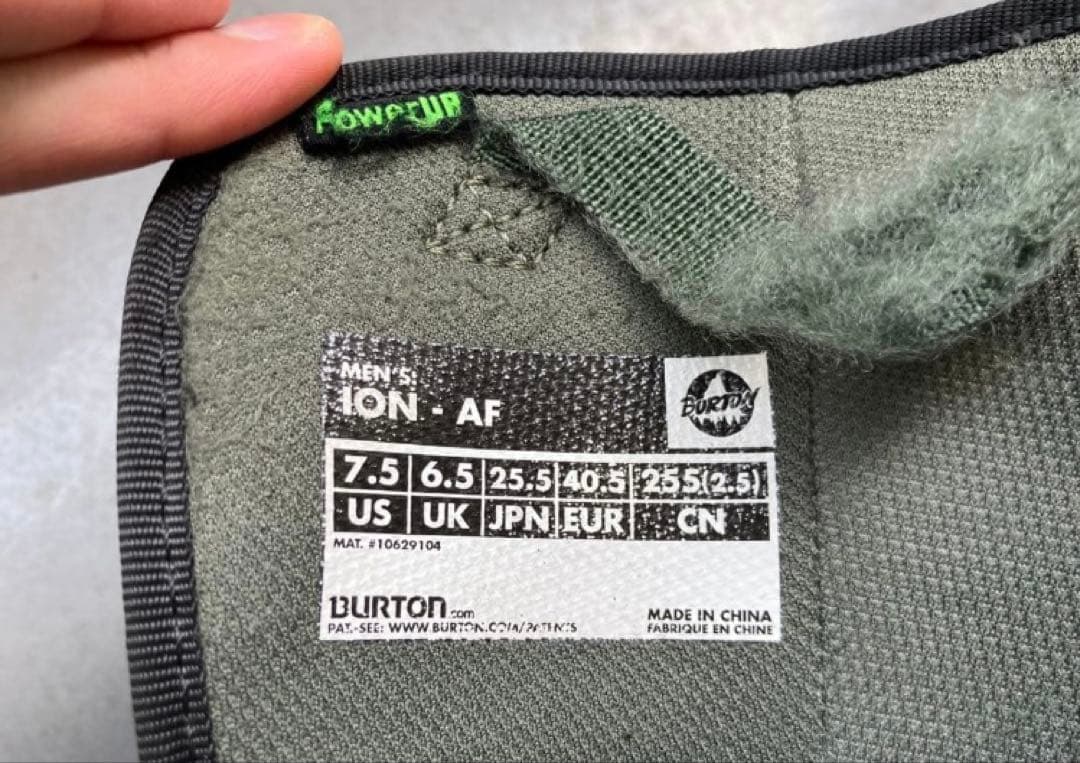 PowerUP
MEN'S:
ION - AF
BURTON
7.5 6.5 25.5 40.5 255(2.5)
US UK JPN EUR CN
MAT. #10629104
BURTON.com
MADE IN CHINA
PAT.-SEE: WWW.BURTON.COM/PATENTS
FABRIQUE EN CHINE